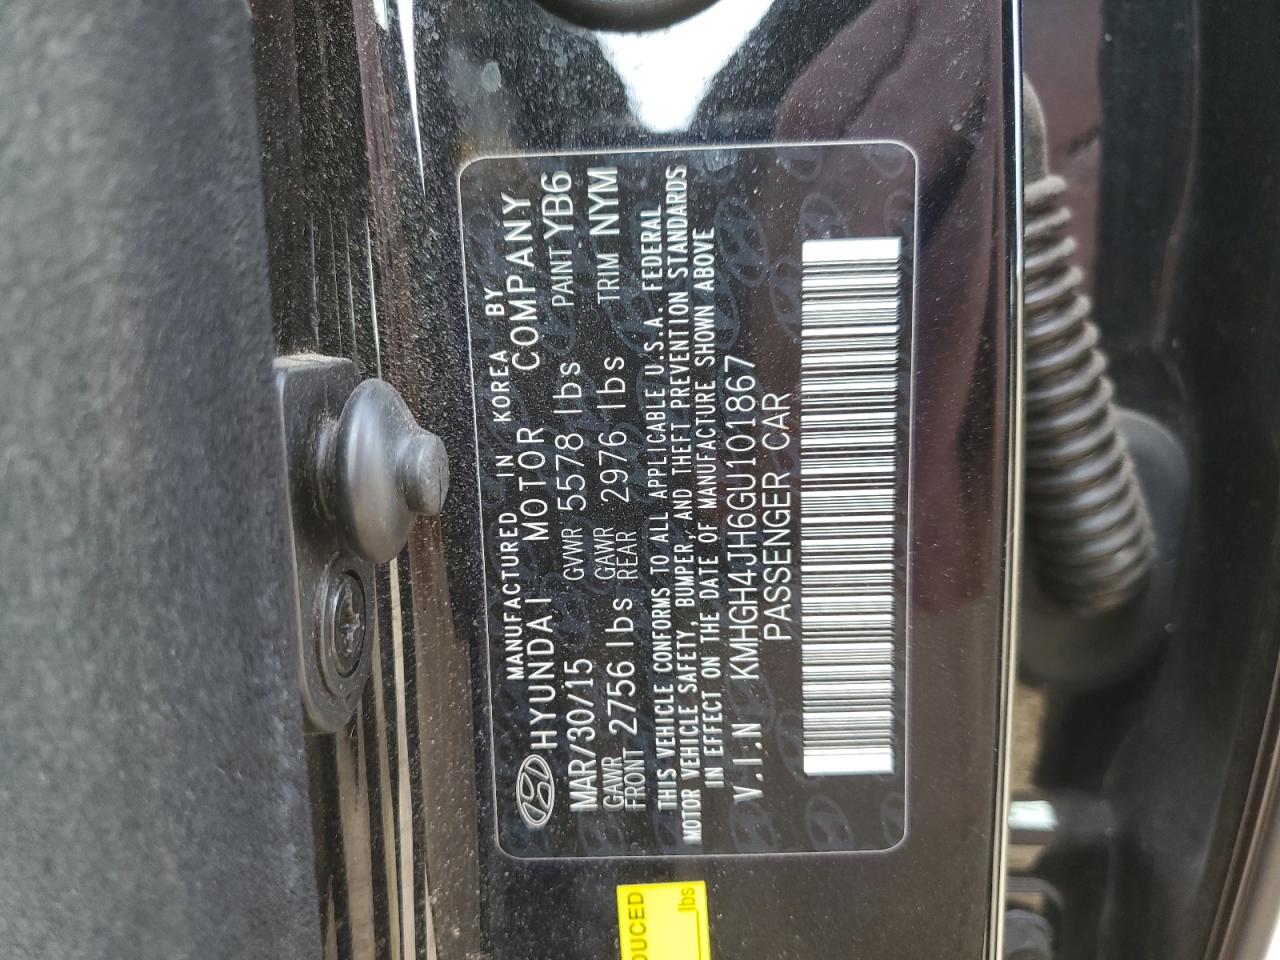 MANUFACTURED IN KOREA BY
HYUNDAI MOTOR COMPANY
MAR/30/15 GVWR 5578 lbs PAINT YB6
GAWR FRONT 2756 lbs GAWR REAR 2976 lbs TRIM NYM
THIS VEHICLE CONFORMS TO ALL APPLICABLE U.S.A. FEDERAL
MOTOR VEHICLE SAFETY, BUMPER, AND THEFT PREVENTION STANDARDS
IN EFFECT ON THE DATE OF MANUFACTURE SHOWN ABOVE
V.I.N KMHGH4JH6GU101867
PASSENGER CAR
DUCED
lbs